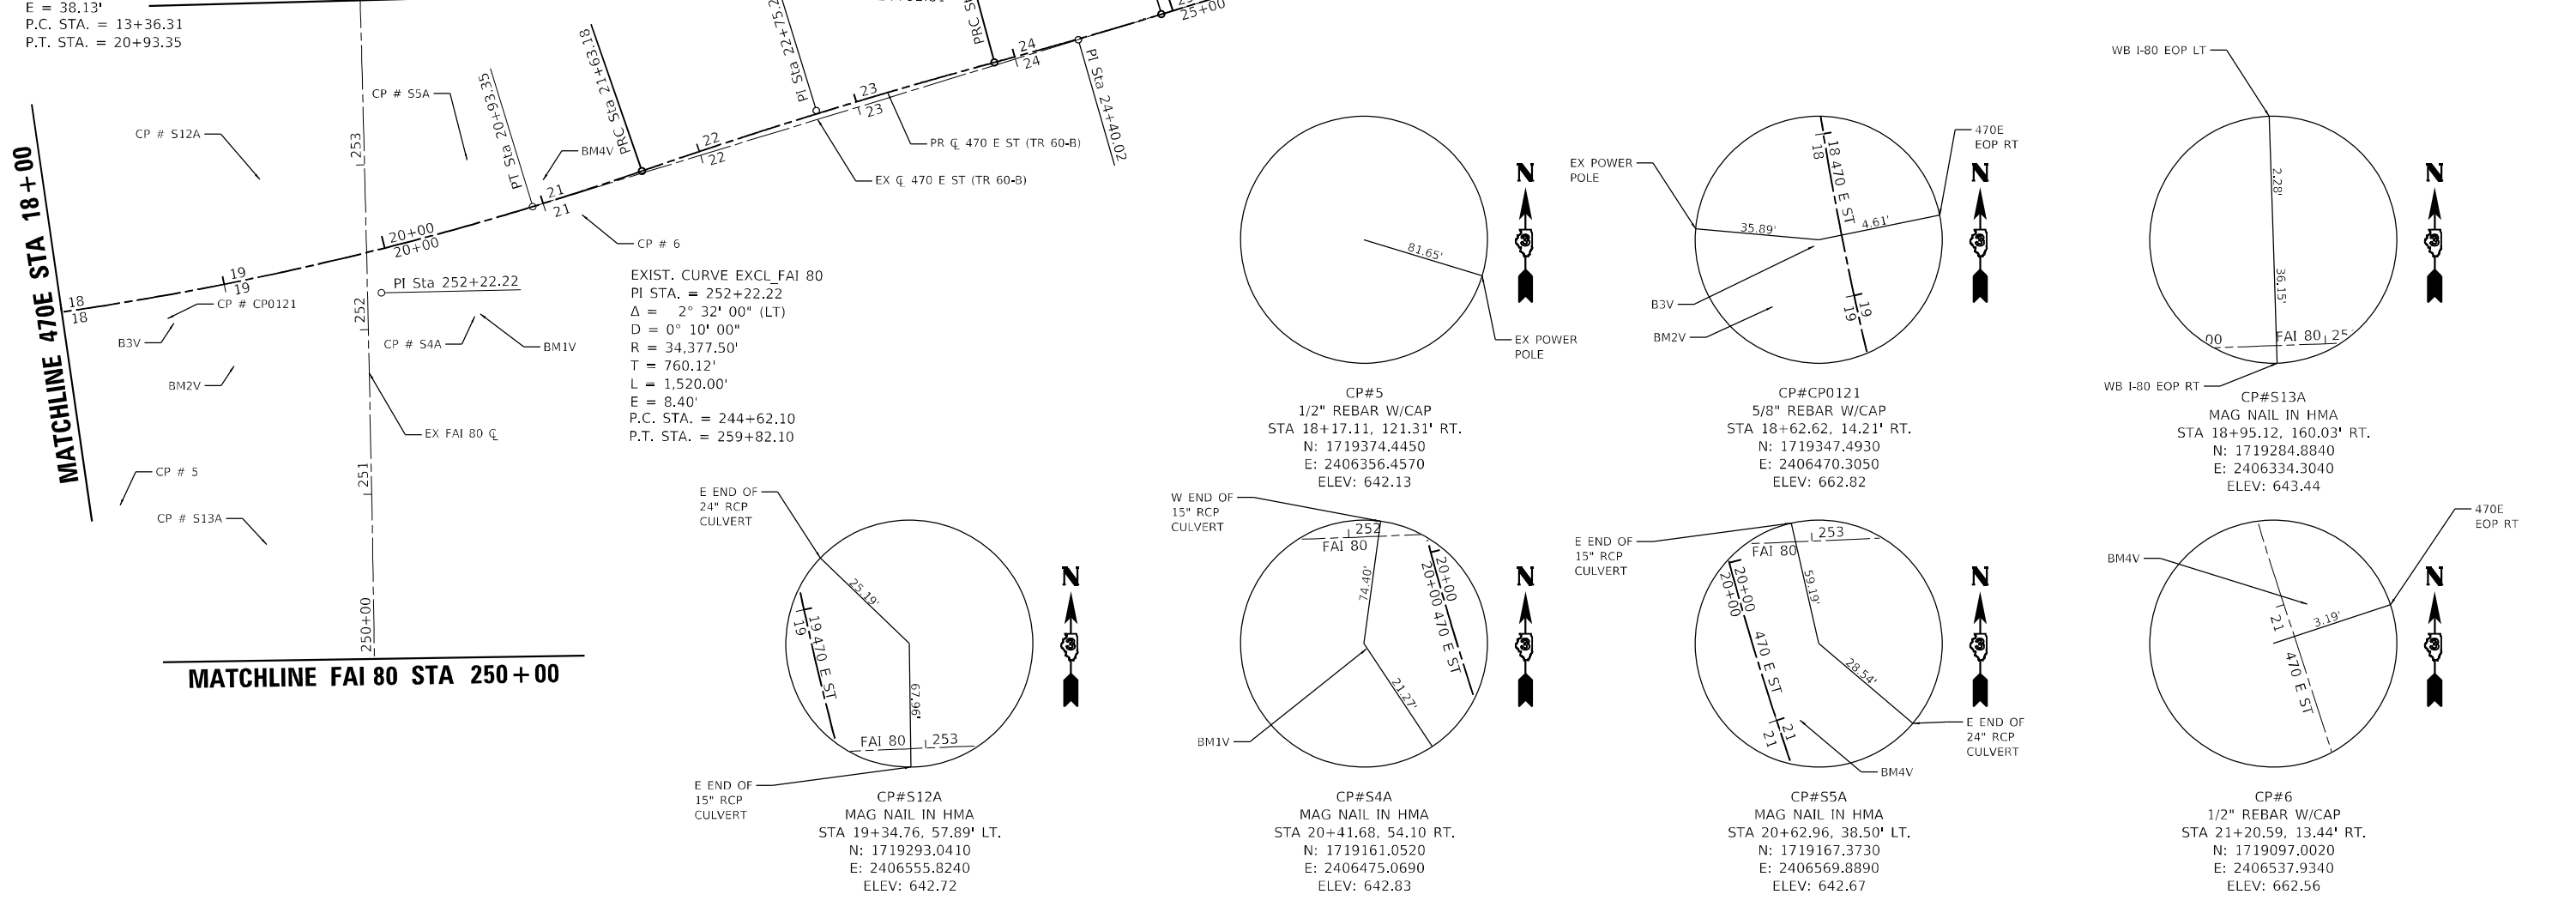 E = 38.13'
P.C. STA. = 13+36.31
P.T. STA. = 20+93.35
MATCHLINE 470E STA 18+00
CP # S12A
CP # S5A
253
PT Sta 20+93.35
PRC Sta 21+63.18
BM4V
PR ℄ 470 E ST (TR 60-B)
EX ℄ 470 E ST (TR 60-B)
PI Sta 24+40.02
25+00
24
24
23
23
22
22
21
21
20+00
20+00
19
19
18
18
CP # 6
PI Sta 252+22.22
CP # CP0121
B3V
252
CP # S4A
BM1V
BM2V
EX FAI 80 ℄
251
CP # 5
CP # S13A
250+00
MATCHLINE FAI 80 STA 250+00
EXIST. CURVE EXCL_FAI 80
PI STA. = 252+22.22
Δ = 2° 32' 00" (LT)
D = 0° 10' 00"
R = 34,377.50'
T = 760.12'
L = 1,520.00'
E = 8.40'
P.C. STA. = 244+62.10
P.T. STA. = 259+82.10
81.65'
EX POWER
POLE
N
3
CP#5
1/2" REBAR W/CAP
STA 18+17.11, 121.31' RT.
N: 1719374.4450
E: 2406356.4570
ELEV: 642.13
EX POWER
POLE
470E
EOP RT
18
18
470 E ST
35.89'
4.61'
B3V
BM2V
19
19
N
3
CP#CP0121
5/8" REBAR W/CAP
STA 18+62.62, 14.21' RT.
N: 1719347.4930
E: 2406470.3050
ELEV: 662.82
WB I-80 EOP LT
2.28'
36.15'
FAI 80
WB I-80 EOP RT
N
3
CP#S13A
MAG NAIL IN HMA
STA 18+95.12, 160.03' RT.
N: 1719284.8840
E: 2406334.3040
ELEV: 643.44
E END OF
24" RCP
CULVERT
25.19'
19
19
470 E ST
67.96'
FAI 80
253
E END OF
15" RCP
CULVERT
N
3
CP#S12A
MAG NAIL IN HMA
STA 19+34.76, 57.89' LT.
N: 1719293.0410
E: 2406555.8240
ELEV: 642.72
W END OF
15" RCP
CULVERT
252
FAI 80
20+00
20+00
470 E ST
74.40'
21.27'
BM1V
N
3
CP#S4A
MAG NAIL IN HMA
STA 20+41.68, 54.10 RT.
N: 1719161.0520
E: 2406475.0690
ELEV: 642.83
E END OF
15" RCP
CULVERT
253
FAI 80
20+00
20+00
470 E ST
59.19'
28.54'
21
21
E END OF
24" RCP
CULVERT
BM4V
N
3
CP#S5A
MAG NAIL IN HMA
STA 20+62.96, 38.50' LT.
N: 1719167.3730
E: 2406569.8890
ELEV: 642.67
470E
EOP RT
BM4V
21
3.19'
470 E ST
N
3
CP#6
1/2" REBAR W/CAP
STA 21+20.59, 13.44' RT.
N: 1719097.0020
E: 2406537.9340
ELEV: 662.56